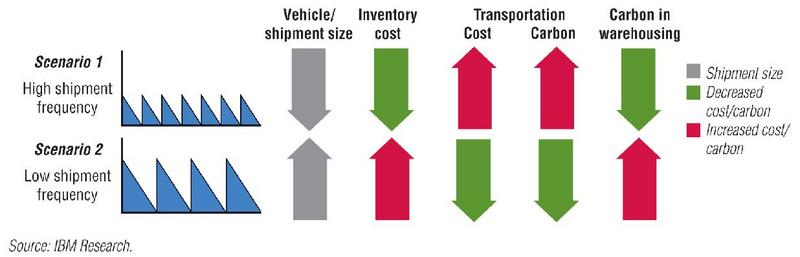 Vehicle/
shipment size
Inventory
cost
Transportation
Cost Carbon
Carbon in
warehousing
Scenario 1
High shipment
frequency
Scenario 2
Low shipment
frequency
Shipment size
Decreased
cost/carbon
Increased cost/
carbon
Source: IBM Research.